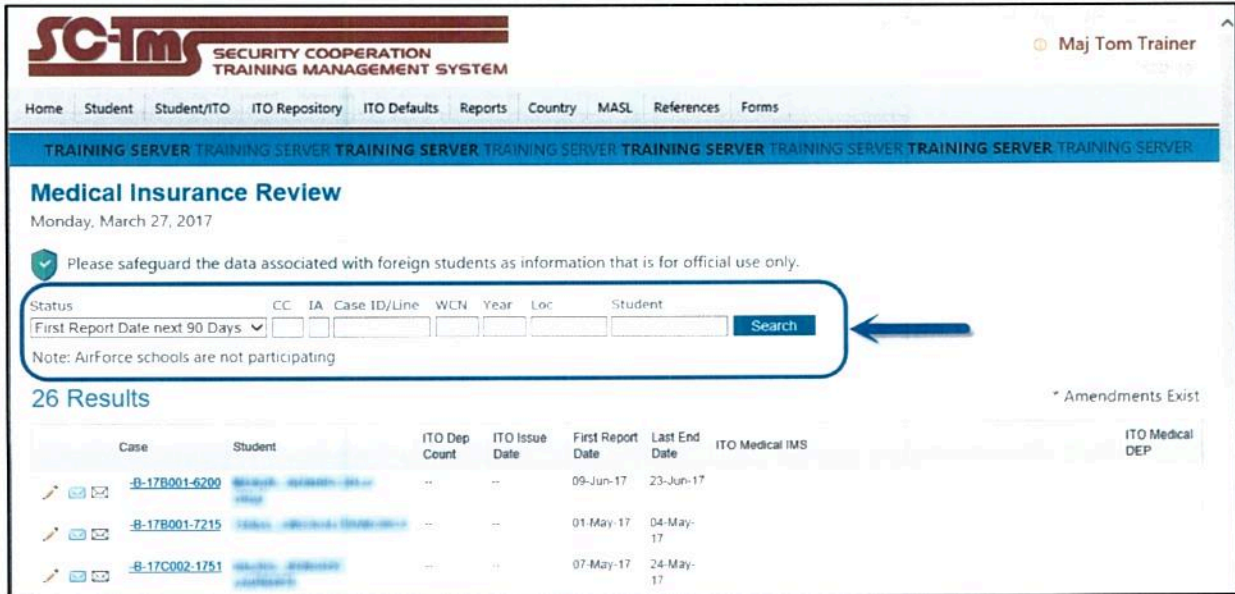 SC-TMS
SECURITY COOPERATION
TRAINING MANAGEMENT SYSTEM
Maj Tom Trainer
Home Student Student/ITO ITO Repository ITO Defaults Reports Country MASL References Forms
TRAINING SERVER TRAINING SERVER TRAINING SERVER TRAINING SERVER TRAINING SERVER TRAINING SERVER TRAINING SERVER TRAINING SERVER
Medical Insurance Review
Monday, March 27, 2017
Please safeguard the data associated with foreign students as information that is for official use only.
Status CC IA Case ID/Line WCN Year Loc Student
First Report Date next 90 Days Search
Note: AirForce schools are not participating
26 Results * Amendments Exist
Case Student ITO Dep Count ITO Issue Date First Report Date Last End Date ITO Medical IMS ITO Medical DEP
-B-17B001-6200 -- -- 09-Jun-17 23-Jun-17
-B-17B001-7215 -- -- 01-May-17 04-May-17
-B-17C002-1751 -- -- 07-May-17 24-May-17